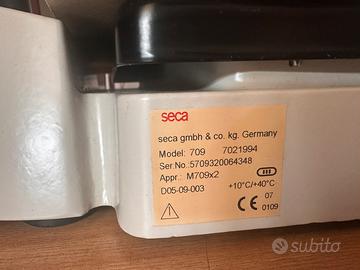 seca
seca gmbh & co. kg. Germany
Model: 709 7021994
Ser.No: 5709320064348
Appr.: M709x2
D05-09-003 +10°C/+40°C
CE 07
0109
subito